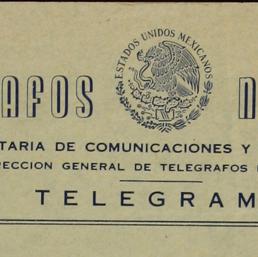 ESTADOS UNIDOS MEXICANOS
AFOS N
TARIA DE COMUNICACIONES Y
RECCION GENERAL DE TELEGRAFOS (
TELEGRAM